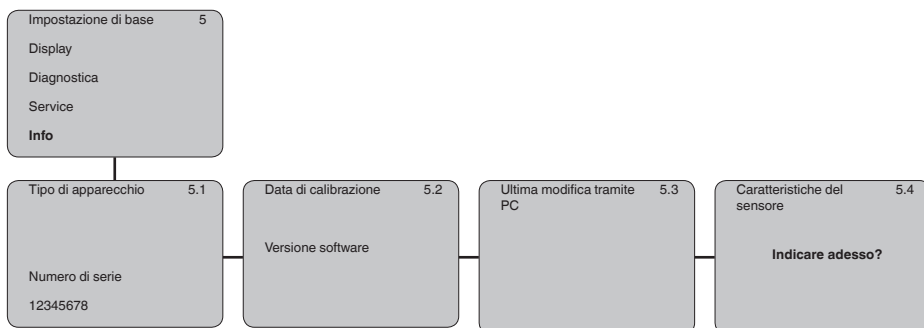 Impostazione di base 5
Display
Diagnostica
Service
Info
Tipo di apparecchio 5.1
Numero di serie
12345678
Data di calibrazione 5.2
Versione software
Ultima modifica tramite 5.3
PC
Caratteristiche del 5.4
sensore
Indicare adesso?